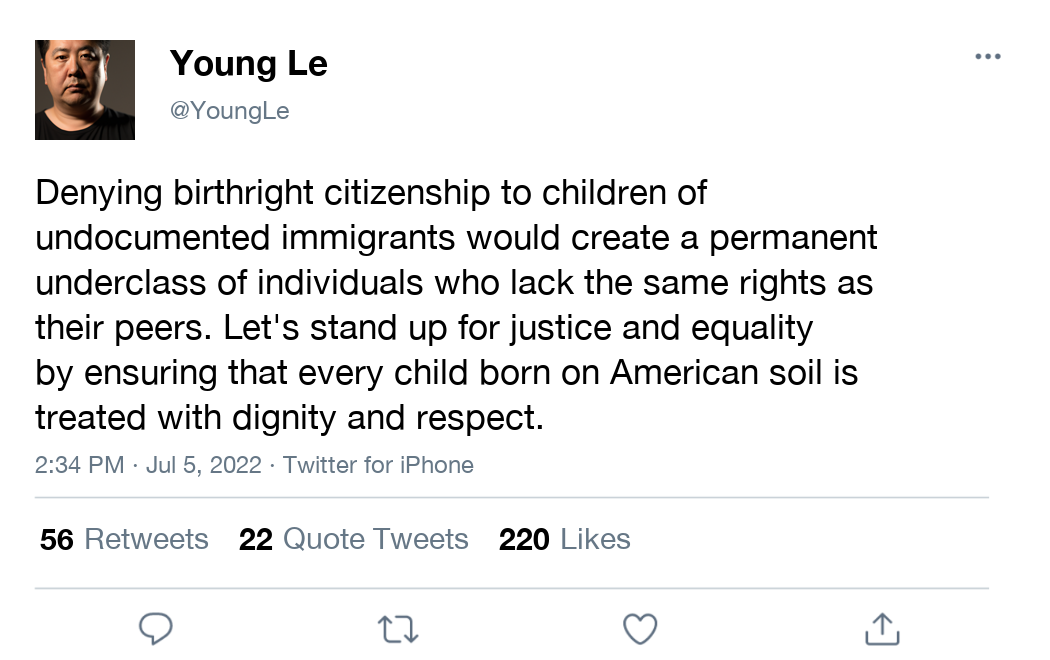 Young Le
@YoungLe
Denying birthright citizenship to children of
undocumented immigrants would create a permanent
underclass of individuals who lack the same rights as
their peers. Let's stand up for justice and equality
by ensuring that every child born on American soil is
treated with dignity and respect.
2:34 PM · Jul 5, 2022 · Twitter for iPhone
56 Retweets 22 Quote Tweets 220 Likes